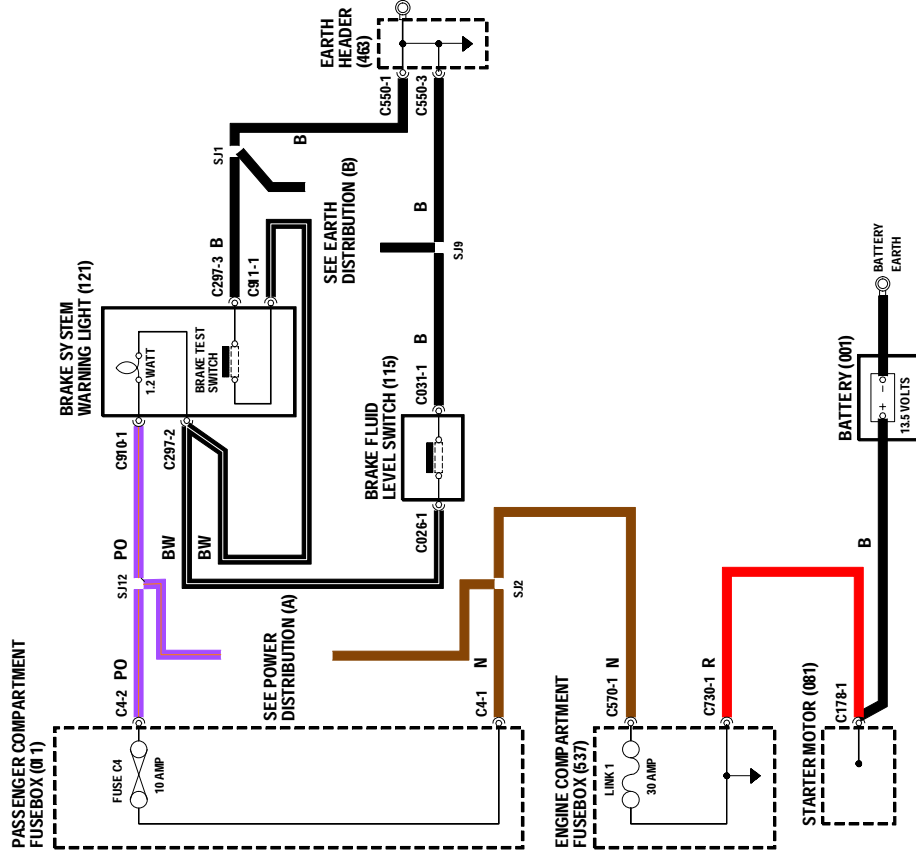 PASSENGER COMPARTMENT
FUSEBOX (011)
FUSE C4
10 AMP
C4-2
PO
SJ12
PO
C910-1
BRAKE SYSTEM
WARNING LIGHT (121)
1.2 WATT
BRAKE TEST
SWITCH
C297-2
BW
BW
C297-3
B
C911-1
SJ1
B
SEE EARTH
DISTRIBUTION (B)
EARTH
HEADER
(463)
C550-1
C550-3
B
SJ9
B
C031-1
BRAKE FLUID
LEVEL SWITCH (115)
C026-1
SEE POWER
DISTRIBUTION (A)
C4-1
N
SJ2
ENGINE COMPARTMENT
FUSEBOX (537)
LINK 1
30 AMP
C570-1
N
C730-1
R
STARTER MOTOR (081)
C178-1
B
BATTERY (001)
+ -
13.5 VOLTS
BATTERY
EARTH